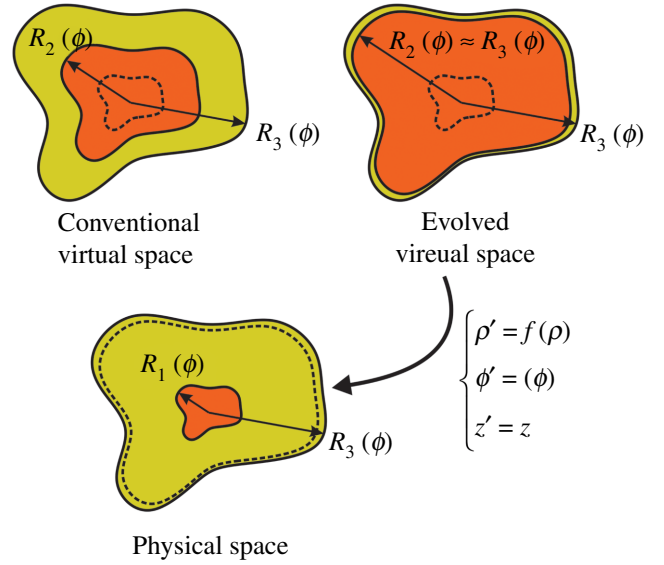 R₂ (ϕ)
R₃ (ϕ)
Conventional
virtual space
R₂ (ϕ) ≈ R₃ (ϕ)
R₃ (ϕ)
Evolved
vireual space
R₁ (ϕ)
R₃ (ϕ)
Physical space
ρ′ = f (ρ)
ϕ′ = (ϕ)
z′ = z